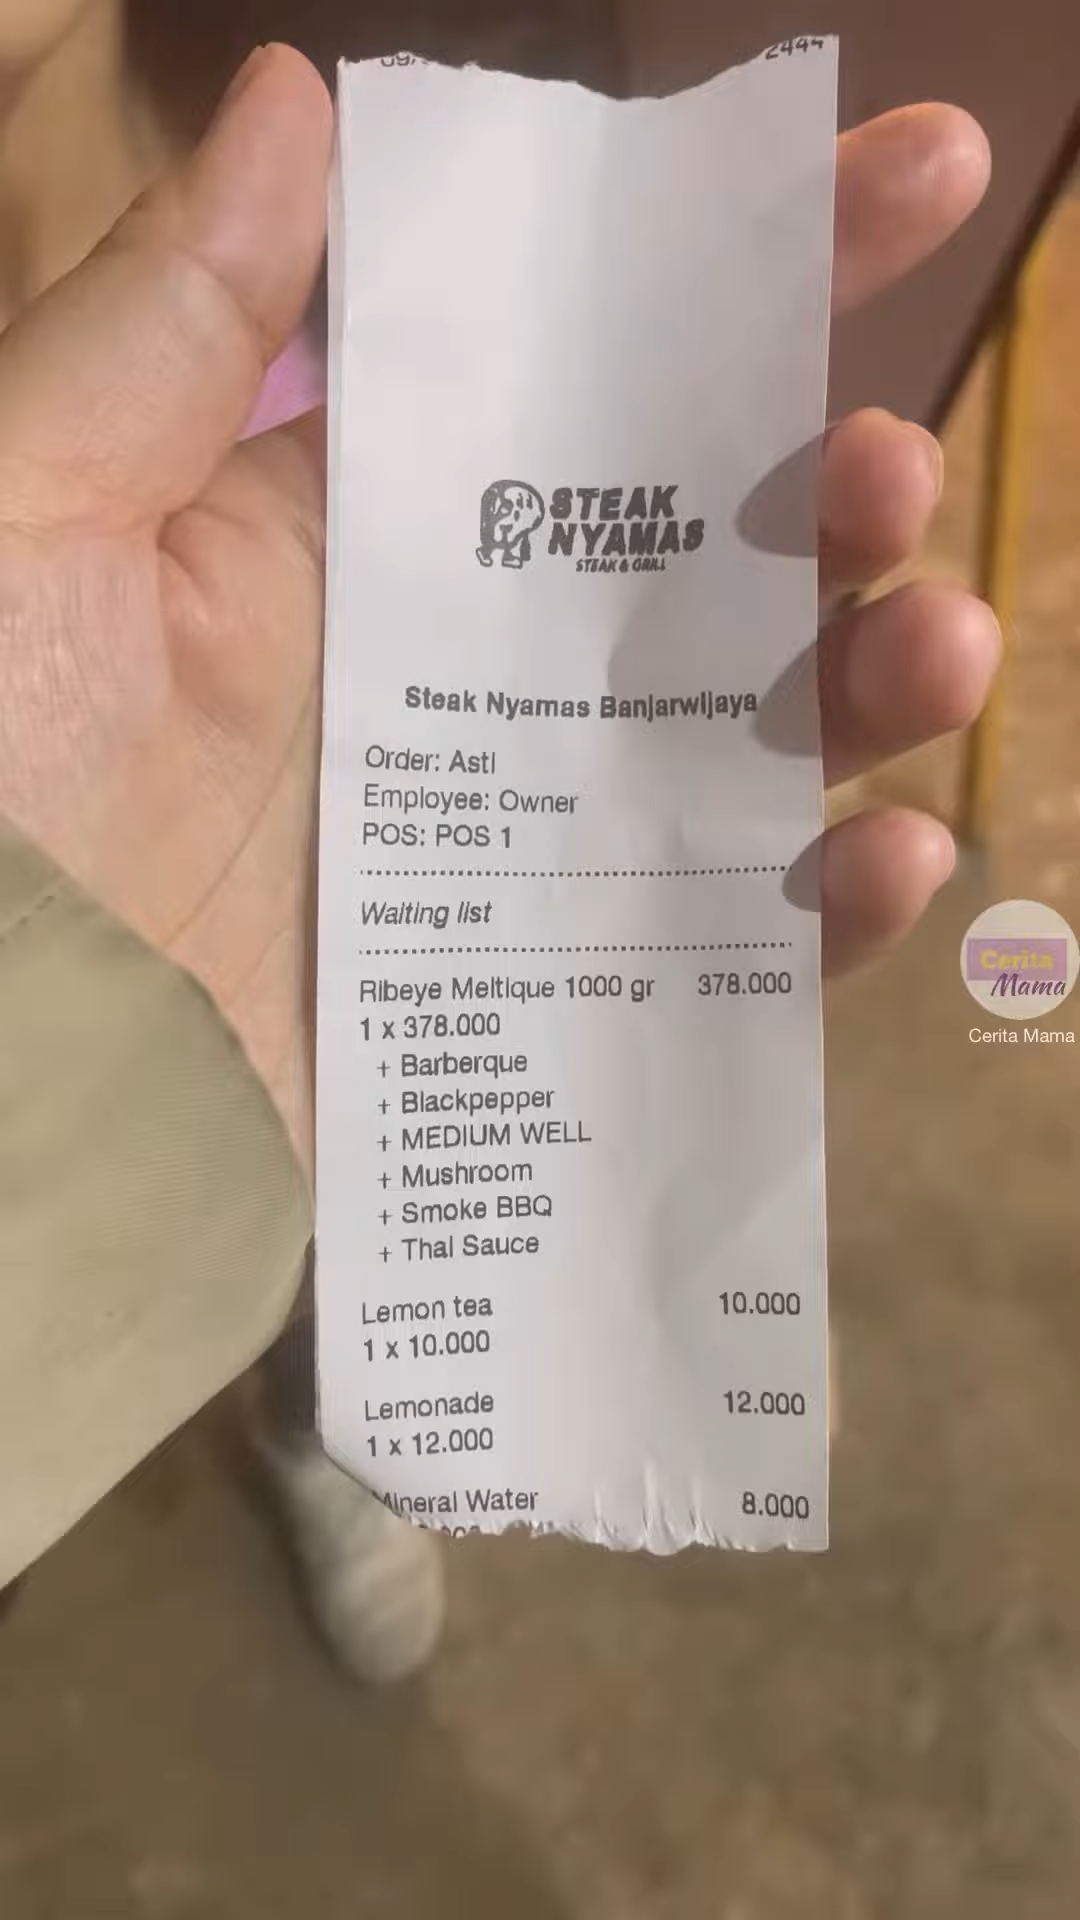 STEAK
NYAMAS
STEAK & GRILL
Steak Nyamas Banjarwijaya
Order: Asti
Employee: Owner
POS: POS 1
Waiting list
Ribeye Meltique 1000 gr 378.000
1 x 378.000
+ Barberque
+ Blackpepper
+ MEDIUM WELL
+ Mushroom
+ Smoke BBQ
+ Thai Sauce
Lemon tea 10.000
1 x 10.000
Lemonade 12.000
1 x 12.000
Mineral Water 8.000
Cerita
Mama
Cerita Mama